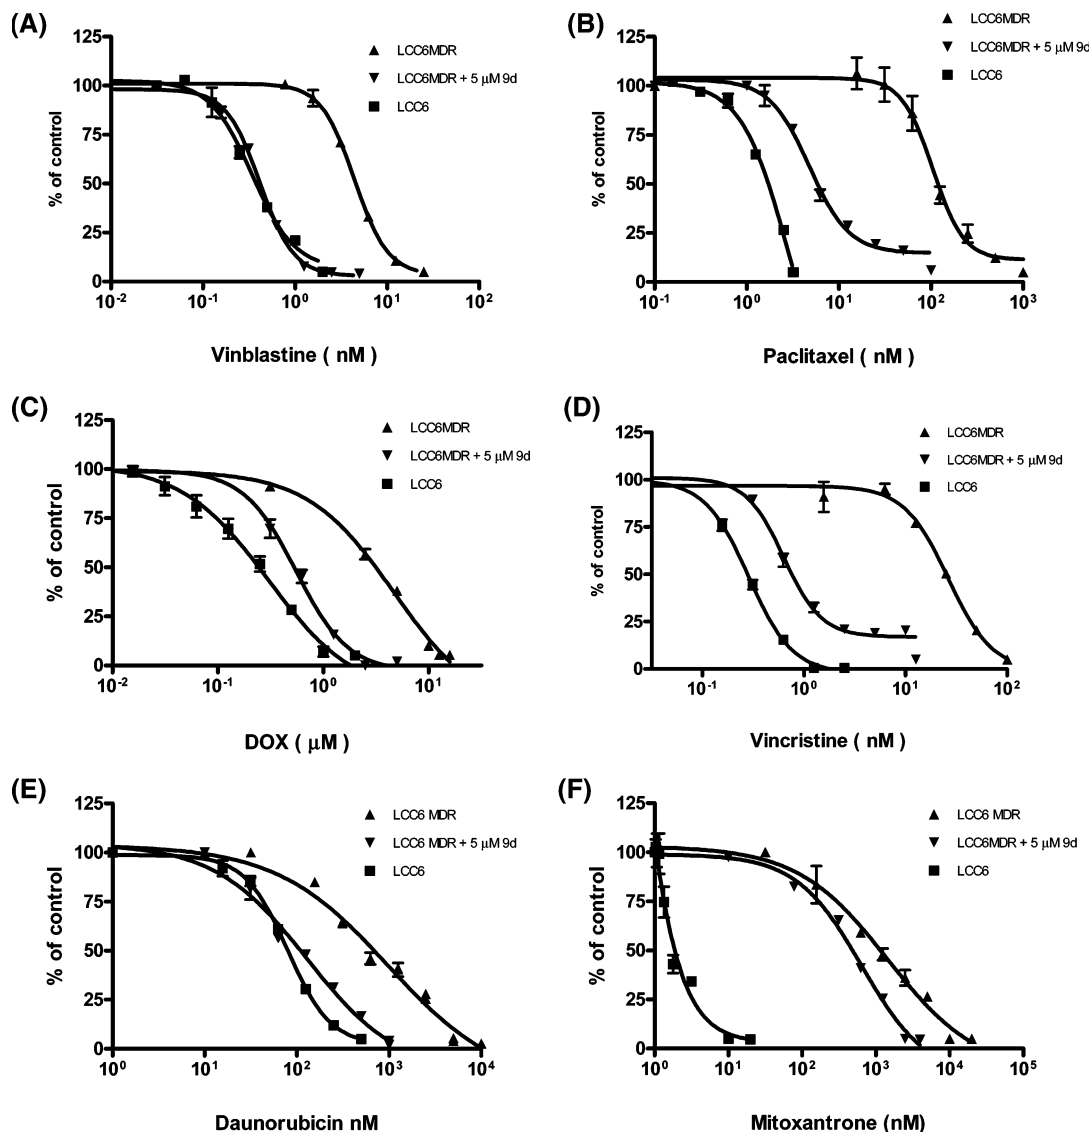 (A)
125
100
75
50
25
0
% of control
10-2
10-1
100
101
102
Vinblastine ( nM )
LCC6MDR
LCC6MDR + 5 μM 9d
LCC6
(B)
125
100
75
50
25
0
% of control
10-1
100
101
102
103
Paclitaxel ( nM)
LCC6MDR
LCC6MDR + 5 μM 9d
LCC6
(C)
125
100
75
50
25
0
% of control
10-2
10-1
100
101
DOX ( μM )
LCC6MDR
LCC6MDR + 5 μM 9d
LCC6
(D)
125
100
75
50
25
0
% of control
10-1
100
101
102
Vincristine ( nM)
LCC6MDR
LCC6MDR + 5 μM 9d
LCC6
(E)
125
100
75
50
25
0
% of control
100
102
103
104
Daunorubicin nM
LCC6 MDR
LCC6 MDR + 5 μM 9d
LCC6
(F)
125
100
75
50
25
0
% of control
100
102
103
104
105
Mitoxantrone (nM)
LCC6 MDR
LCC6MDR + 5 μM 9d
LCC6